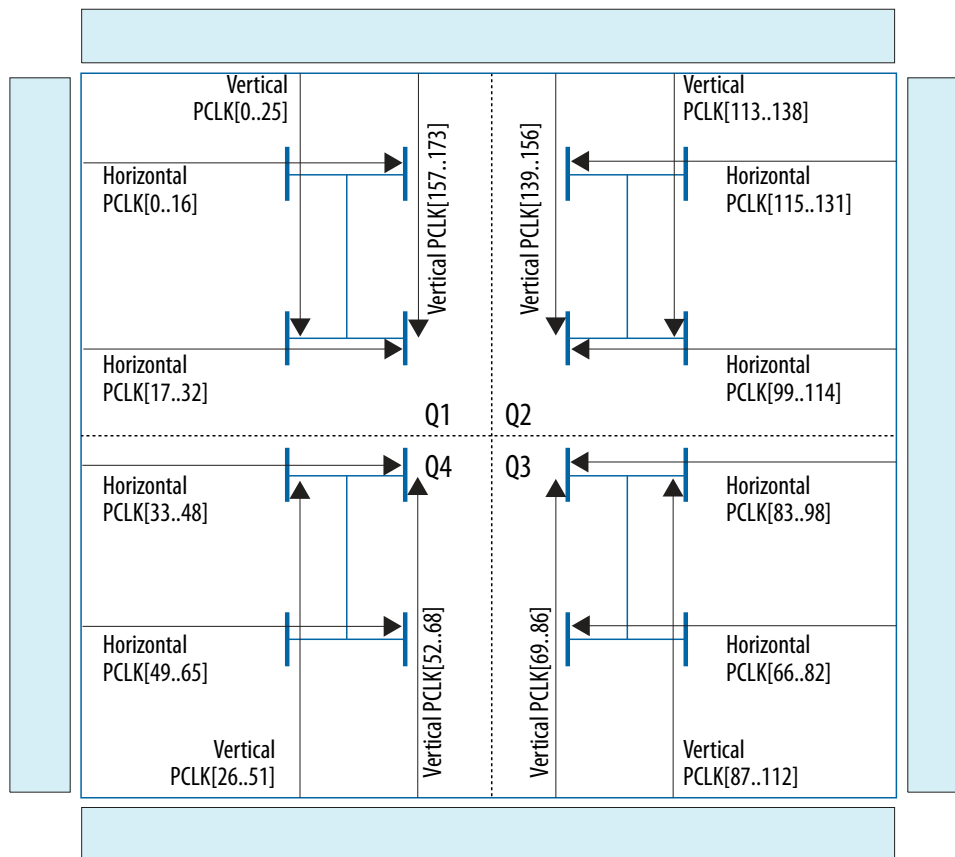 Vertical
PCLK[0..25]
Vertical
PCLK[113..138]
Vertical PCLK[157..173]
Vertical PCLK[139..156]
Horizontal
PCLK[0..16]
Horizontal
PCLK[115..131]
Horizontal
PCLK[17..32]
Horizontal
PCLK[99..114]
Q1
Q2
Q4
Q3
Horizontal
PCLK[33..48]
Horizontal
PCLK[83..98]
Vertical PCLK[52..68]
Vertical PCLK[69..86]
Horizontal
PCLK[49..65]
Horizontal
PCLK[66..82]
Vertical
PCLK[26..51]
Vertical
PCLK[87..112]